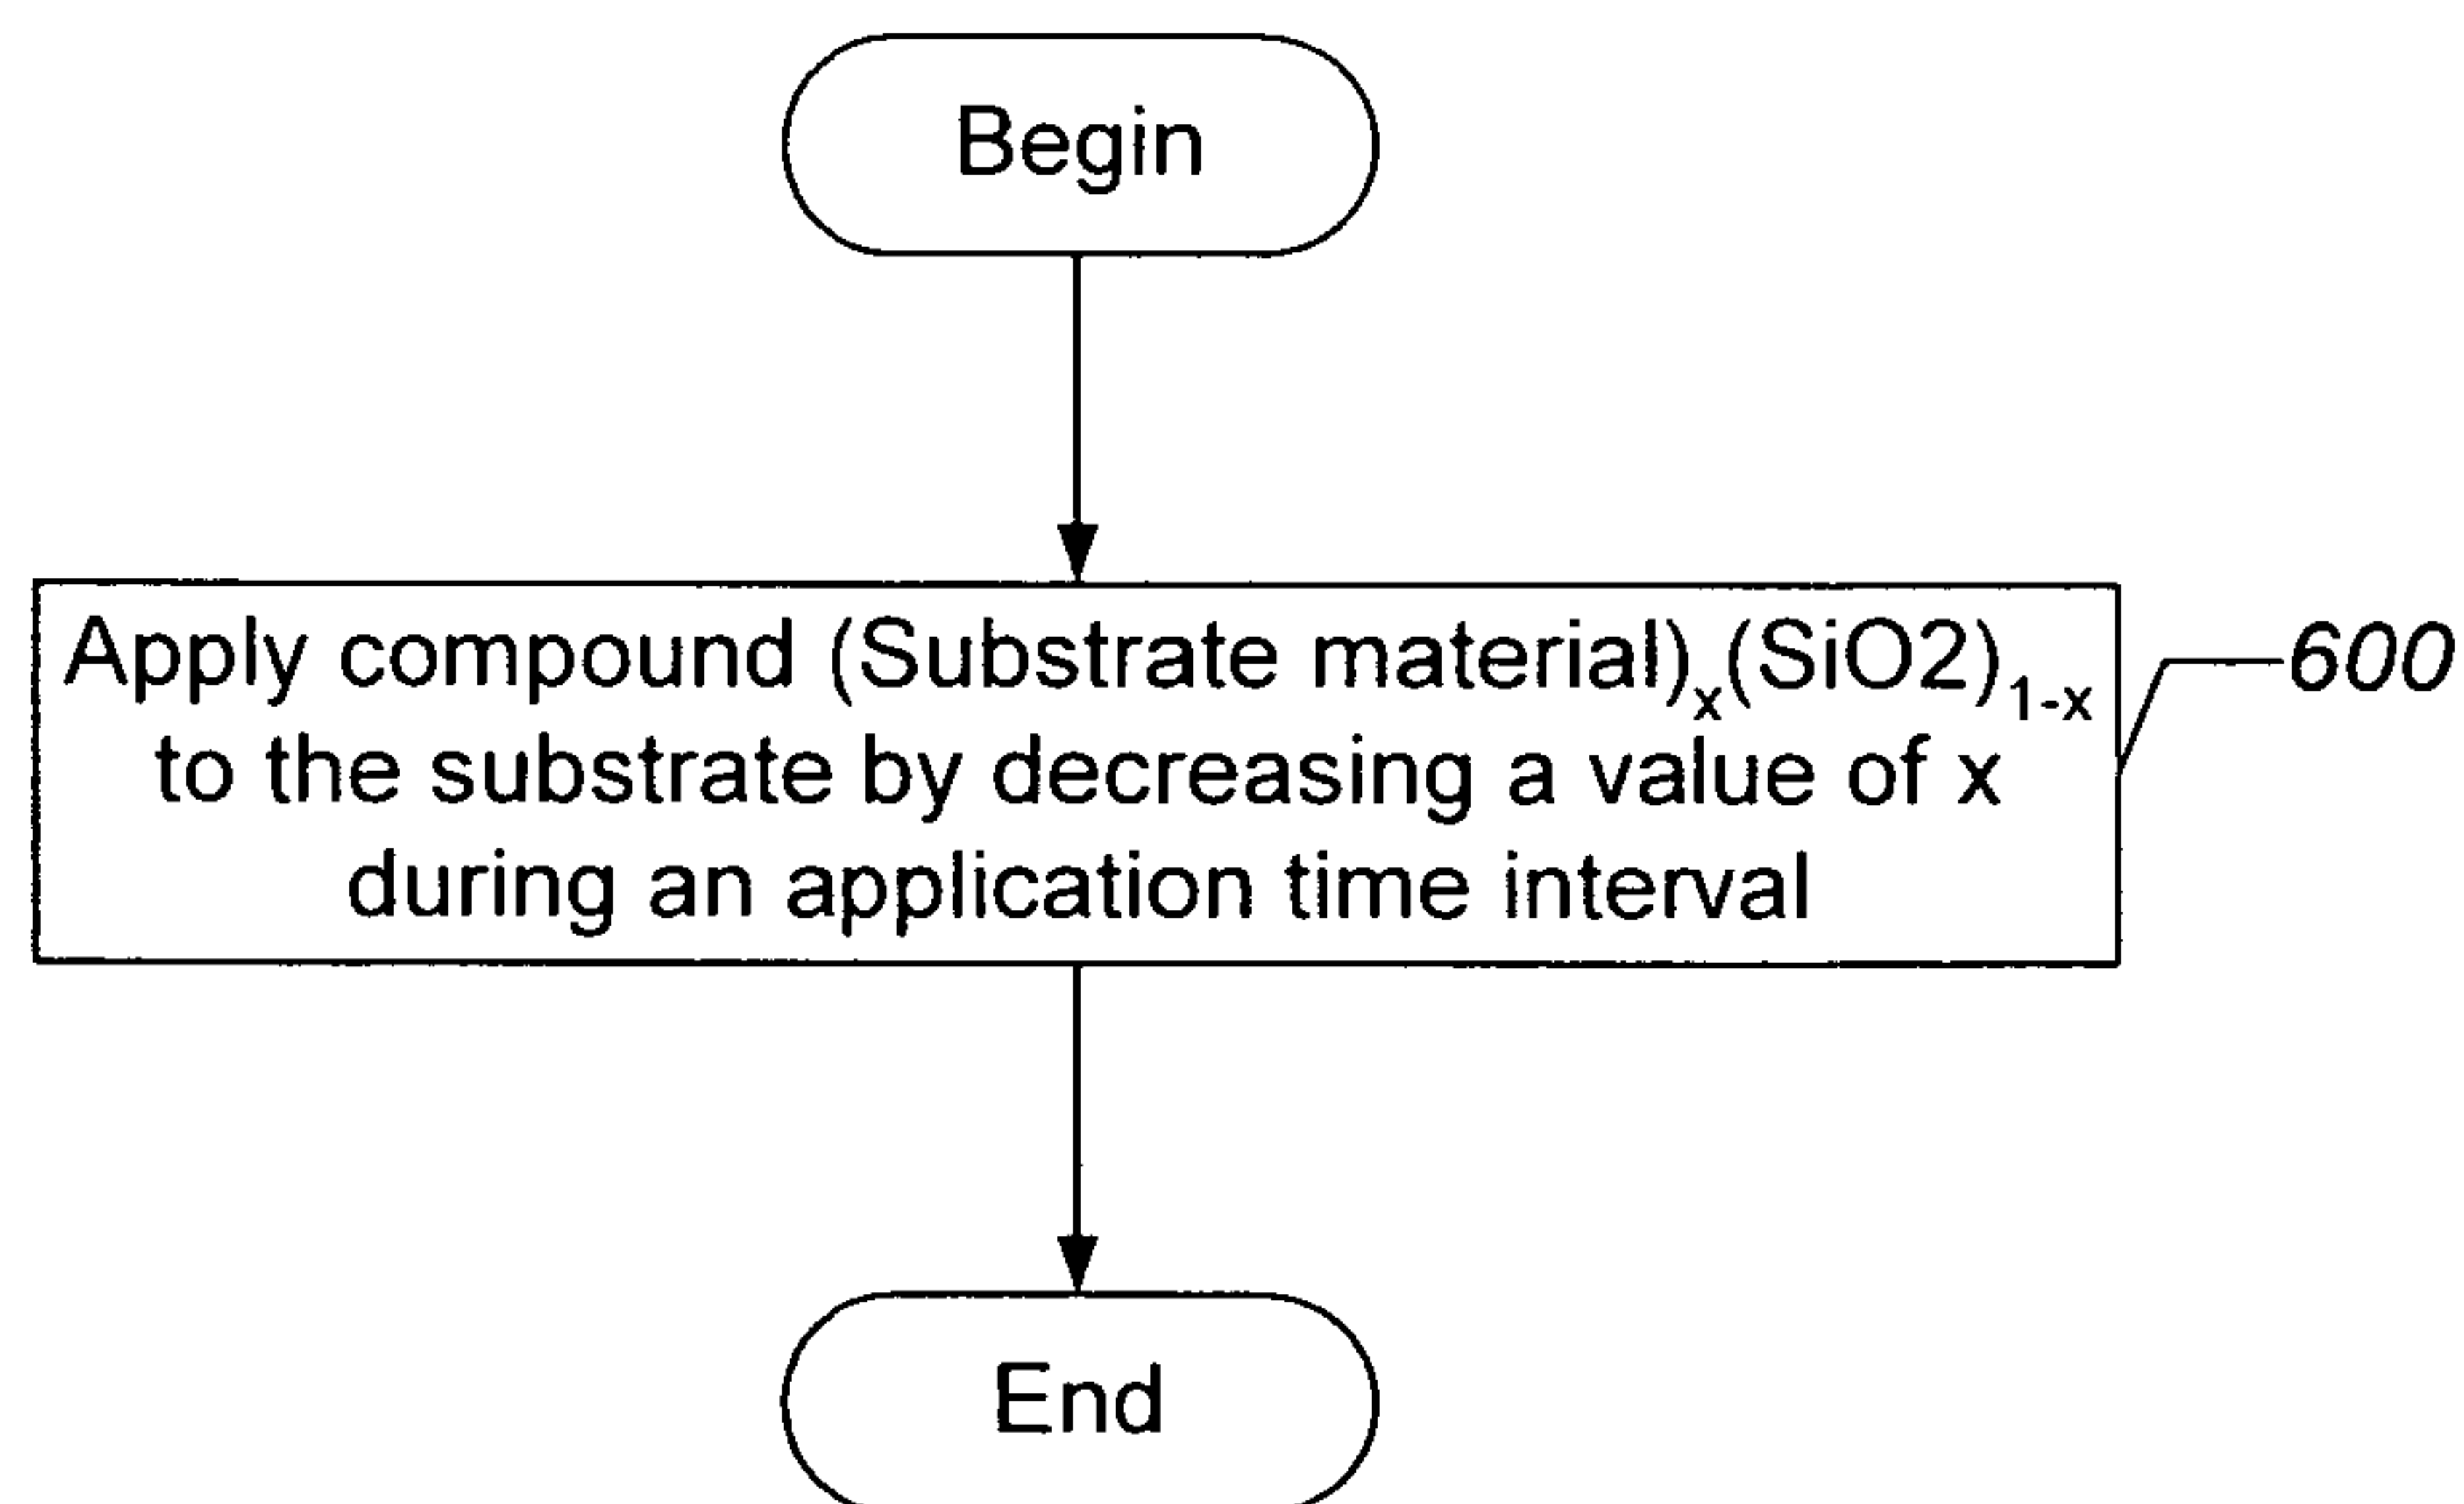 Begin
Apply compound (Substrate material)x(SiO2)1-x
to the substrate by decreasing a value of x
during an application time interval
600
End